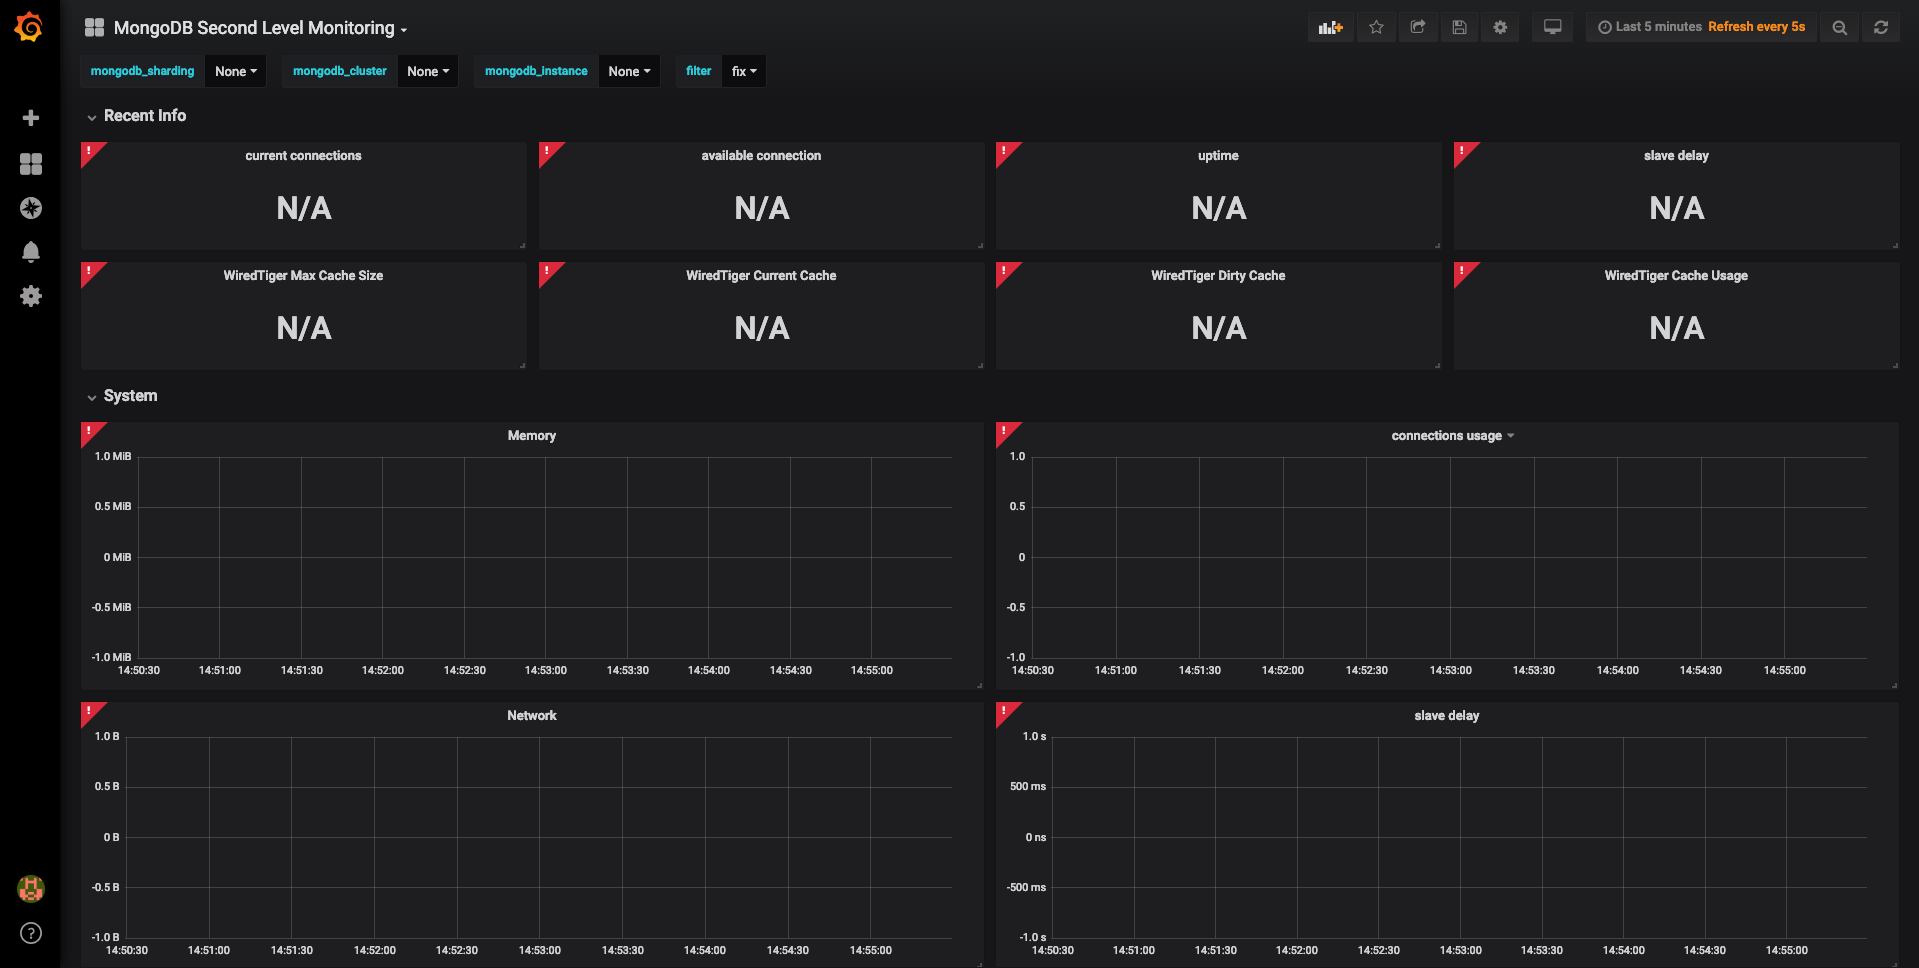 MongoDB Second Level Monitoring
Last 5 minutes Refresh every 5s
mongodb_sharding None mongodb_cluster None mongodb_instance None filter fix
Recent Info
! current connections ! available connection ! uptime ! slave delay
N/A N/A N/A N/A
! WiredTiger Max Cache Size ! WiredTiger Current Cache ! WiredTiger Dirty Cache ! WiredTiger Cache Usage
N/A N/A N/A N/A
System
! Memory
1.0 MiB
0.5 MiB
0 MiB
-0.5 MiB
-1.0 MiB
14:50:30 14:51:00 14:51:30 14:52:00 14:52:30 14:53:00 14:53:30 14:54:00 14:54:30 14:55:00
! connections usage
1.0
0.5
0
-0.5
-1.0
14:50:30 14:51:00 14:51:30 14:52:00 14:52:30 14:53:00 14:53:30 14:54:00 14:54:30 14:55:00
! Network
1.0 B
0.5 B
0 B
-0.5 B
-1.0 B
14:50:30 14:51:00 14:51:30 14:52:00 14:52:30 14:53:00 14:53:30 14:54:00 14:54:30 14:55:00
! slave delay
1.0 s
500 ms
0 ns
-500 ms
-1.0 s
14:50:30 14:51:00 14:51:30 14:52:00 14:52:30 14:53:00 14:53:30 14:54:00 14:54:30 14:55:00
?